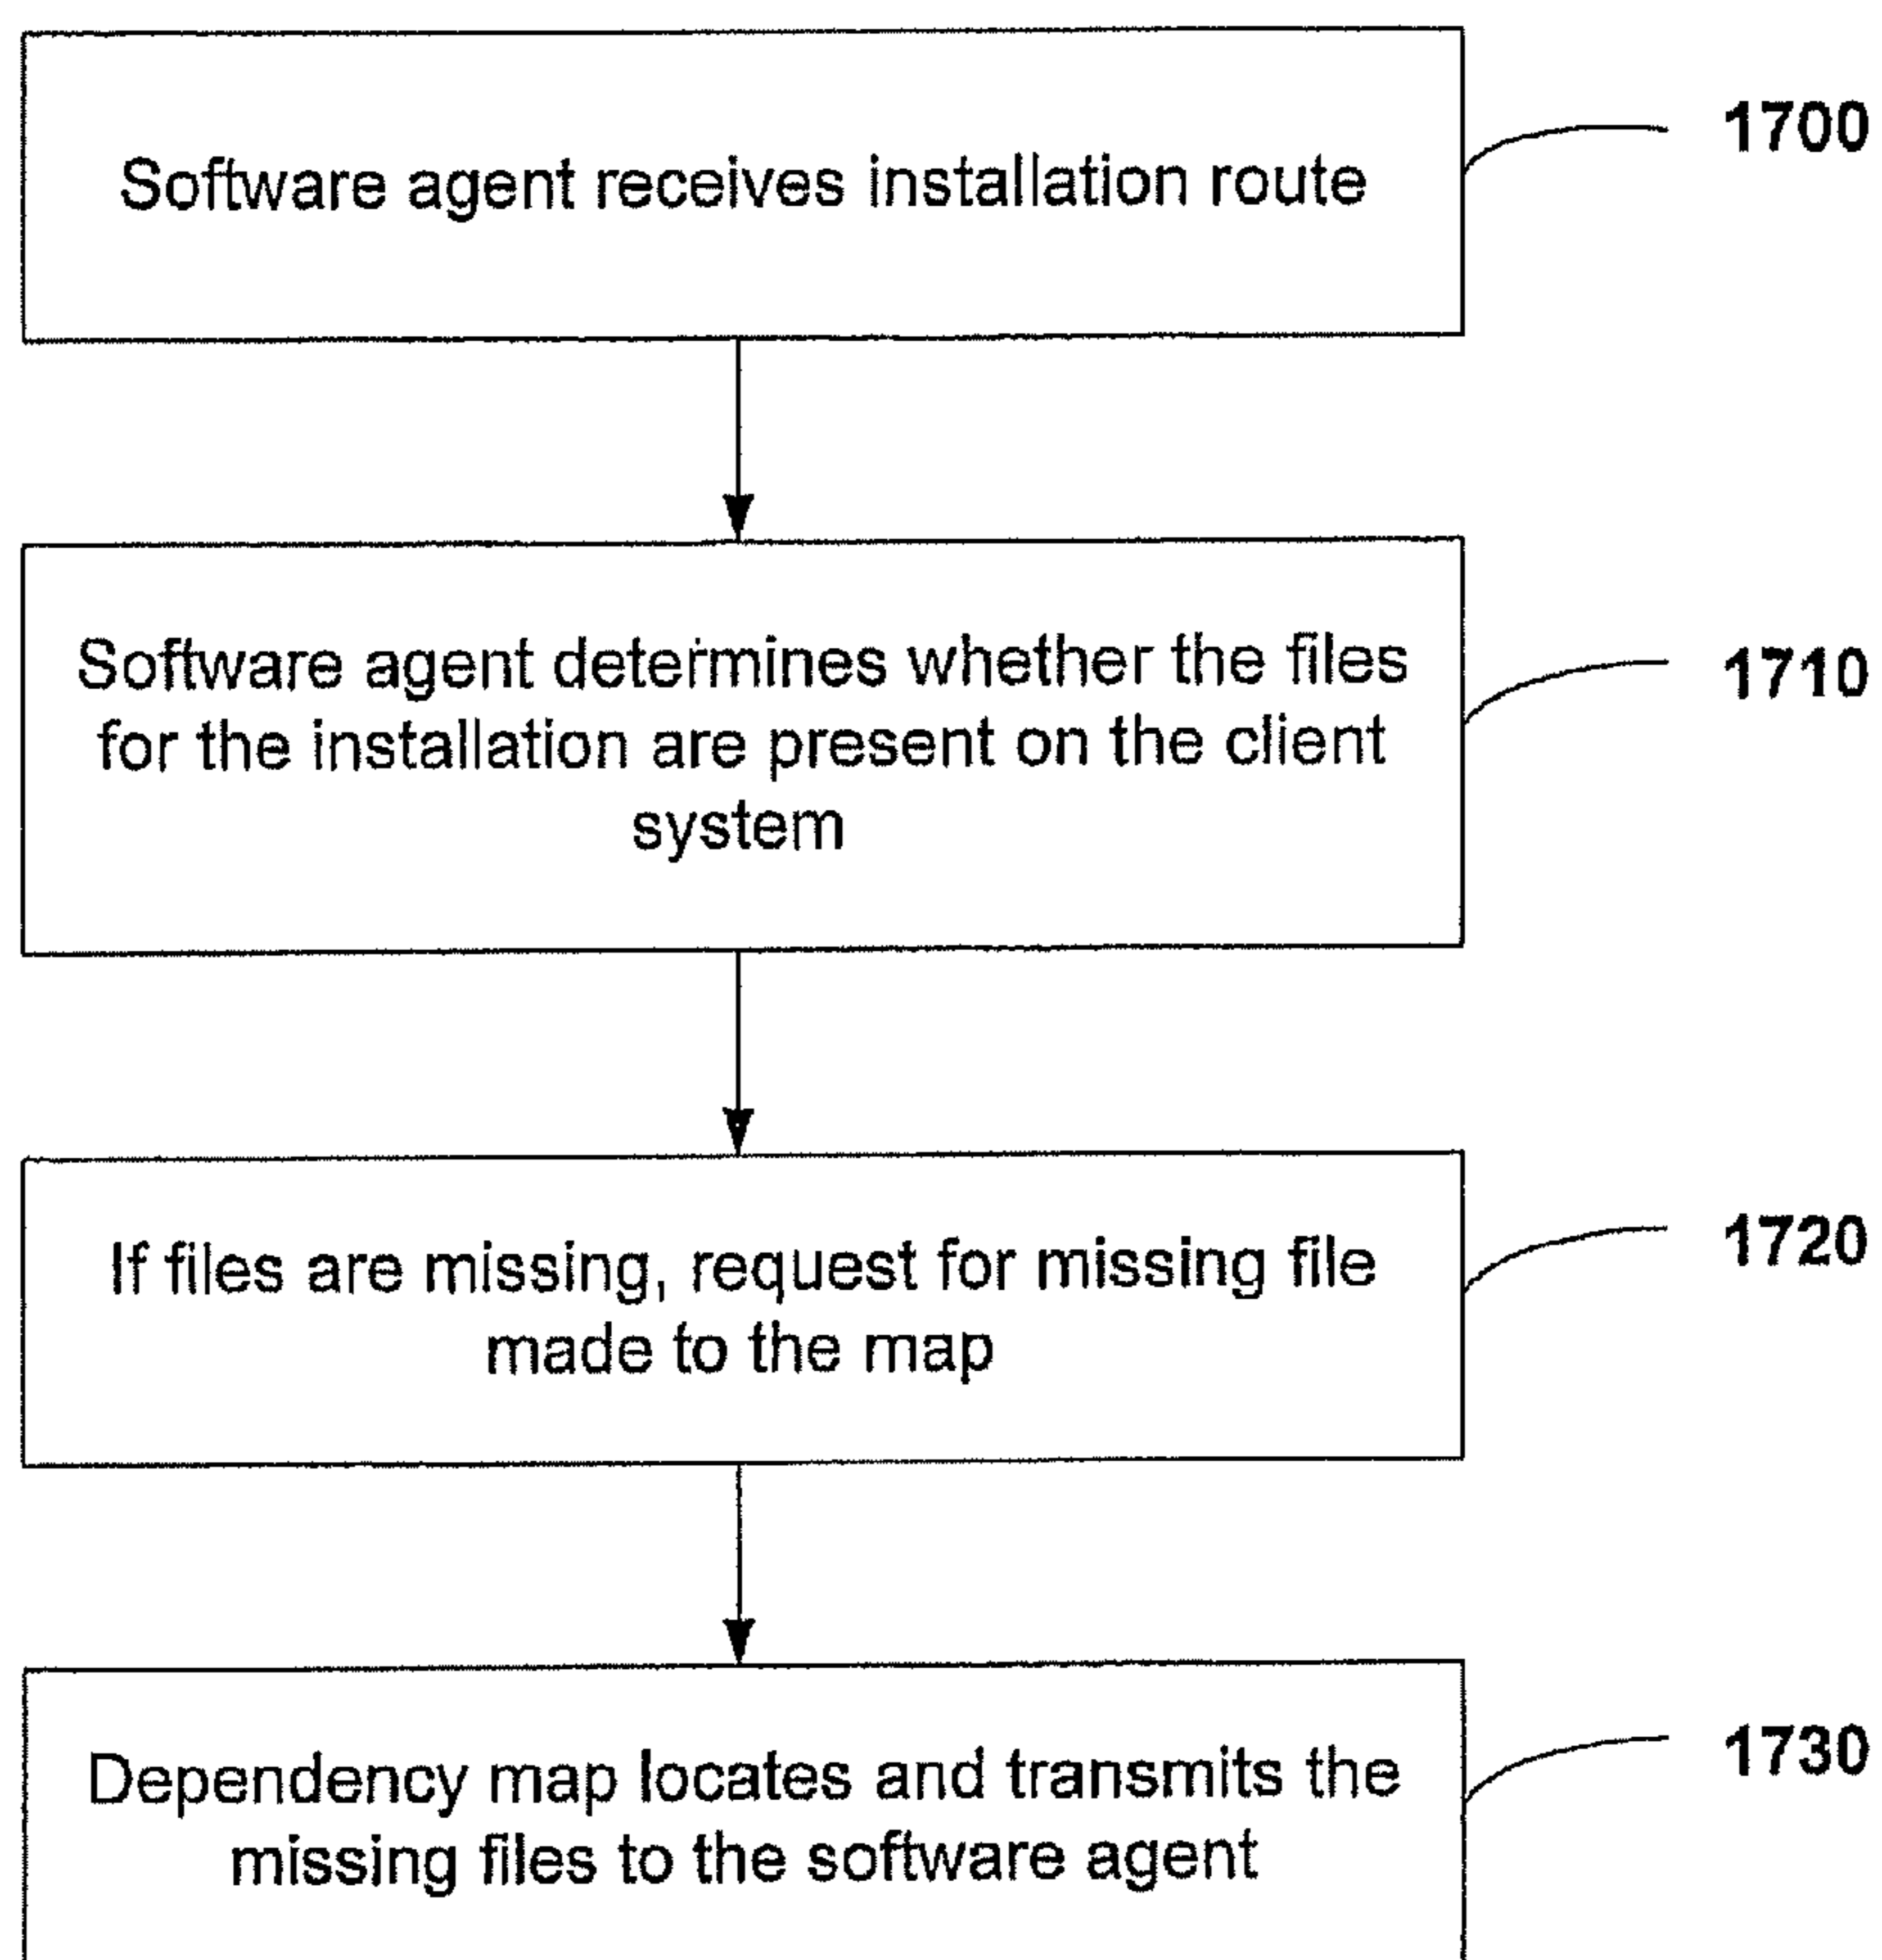 Software agent receives installation route
1700
Software agent determines whether the files
for the installation are present on the client
system
1710
If files are missing, request for missing file
made to the map
1720
Dependency map locates and transmits the
missing files to the software agent
1730